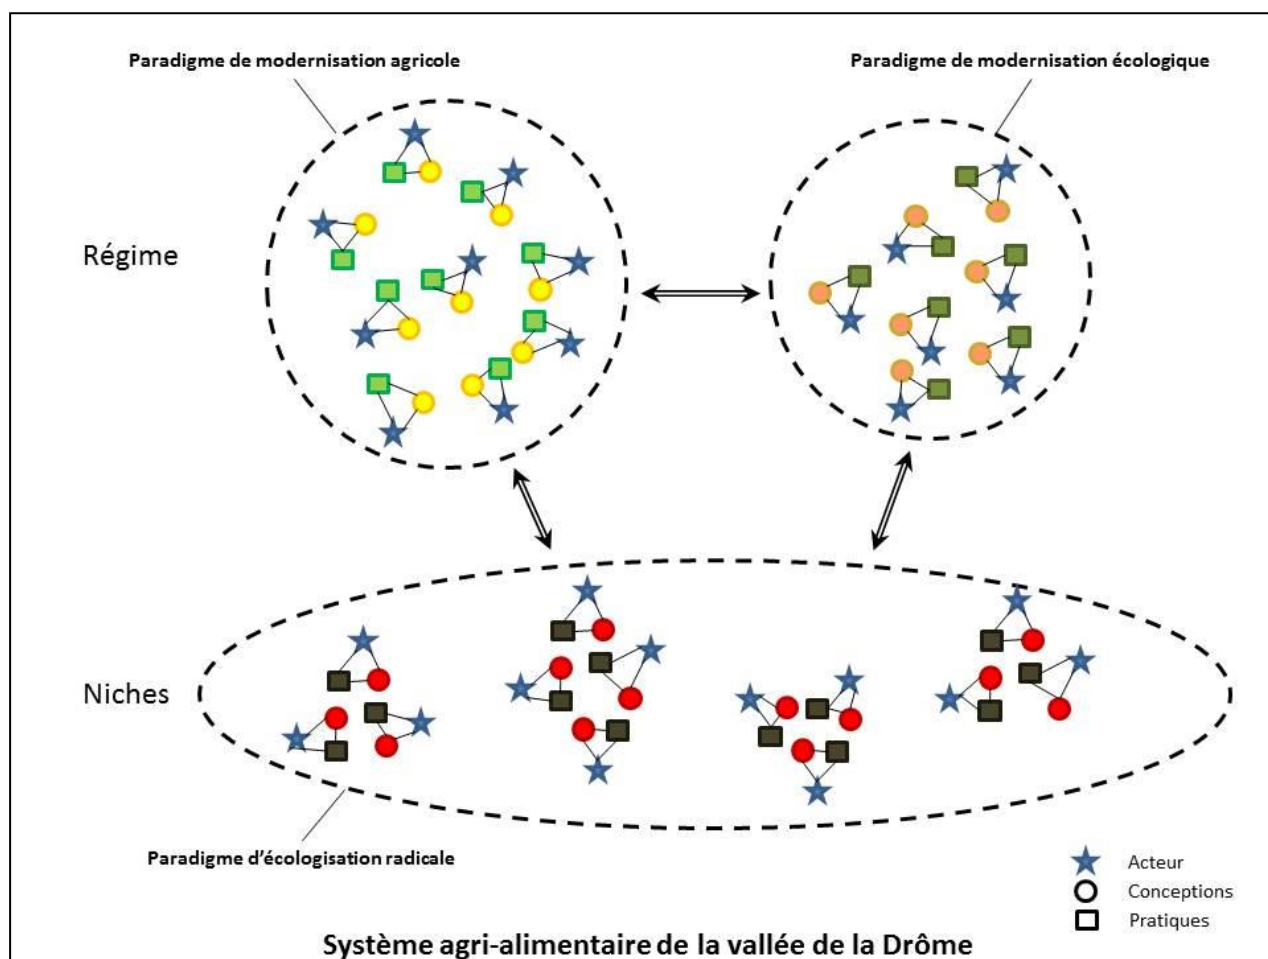 Paradigme de modernisation agricole
Paradigme de modernisation écologique
Régime
Niches
Paradigme d'écologisation radicale
Acteur
Conceptions
Pratiques
Système agri-alimentaire de la vallée de la Drôme